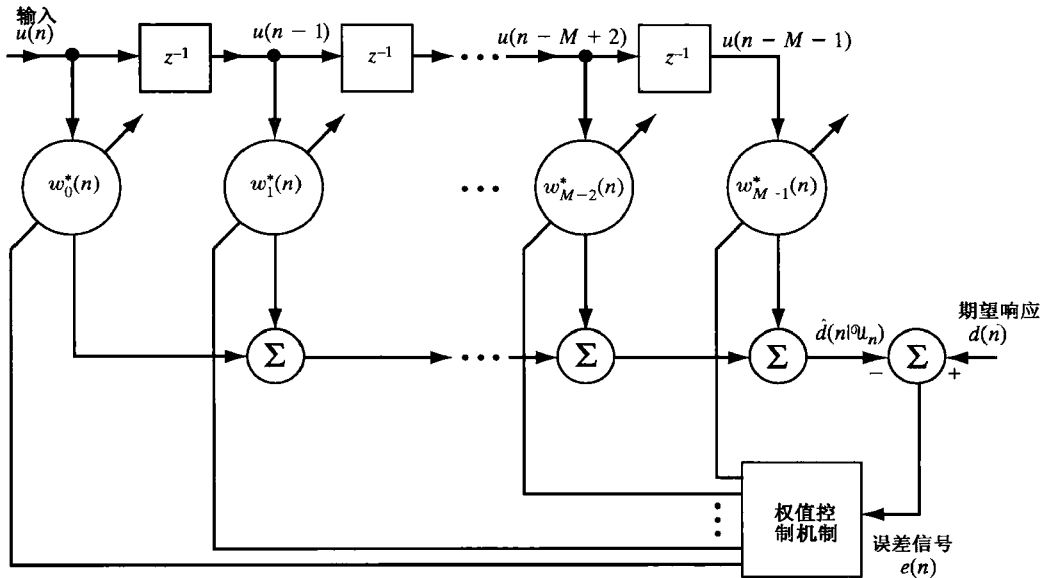 输入
u(n)
z⁻¹
u(n − 1)
z⁻¹
···
u(n − M + 2)
z⁻¹
u(n − M − 1)
w₀*(n)
w₁*(n)
···
w*_{M−2}(n)
w*_{M-1}(n)
Σ
···
Σ
Σ
d̂(n|𝒰ₙ)
−
Σ
+
期望响应
d(n)
权值控
制机制
误差信号
e(n)